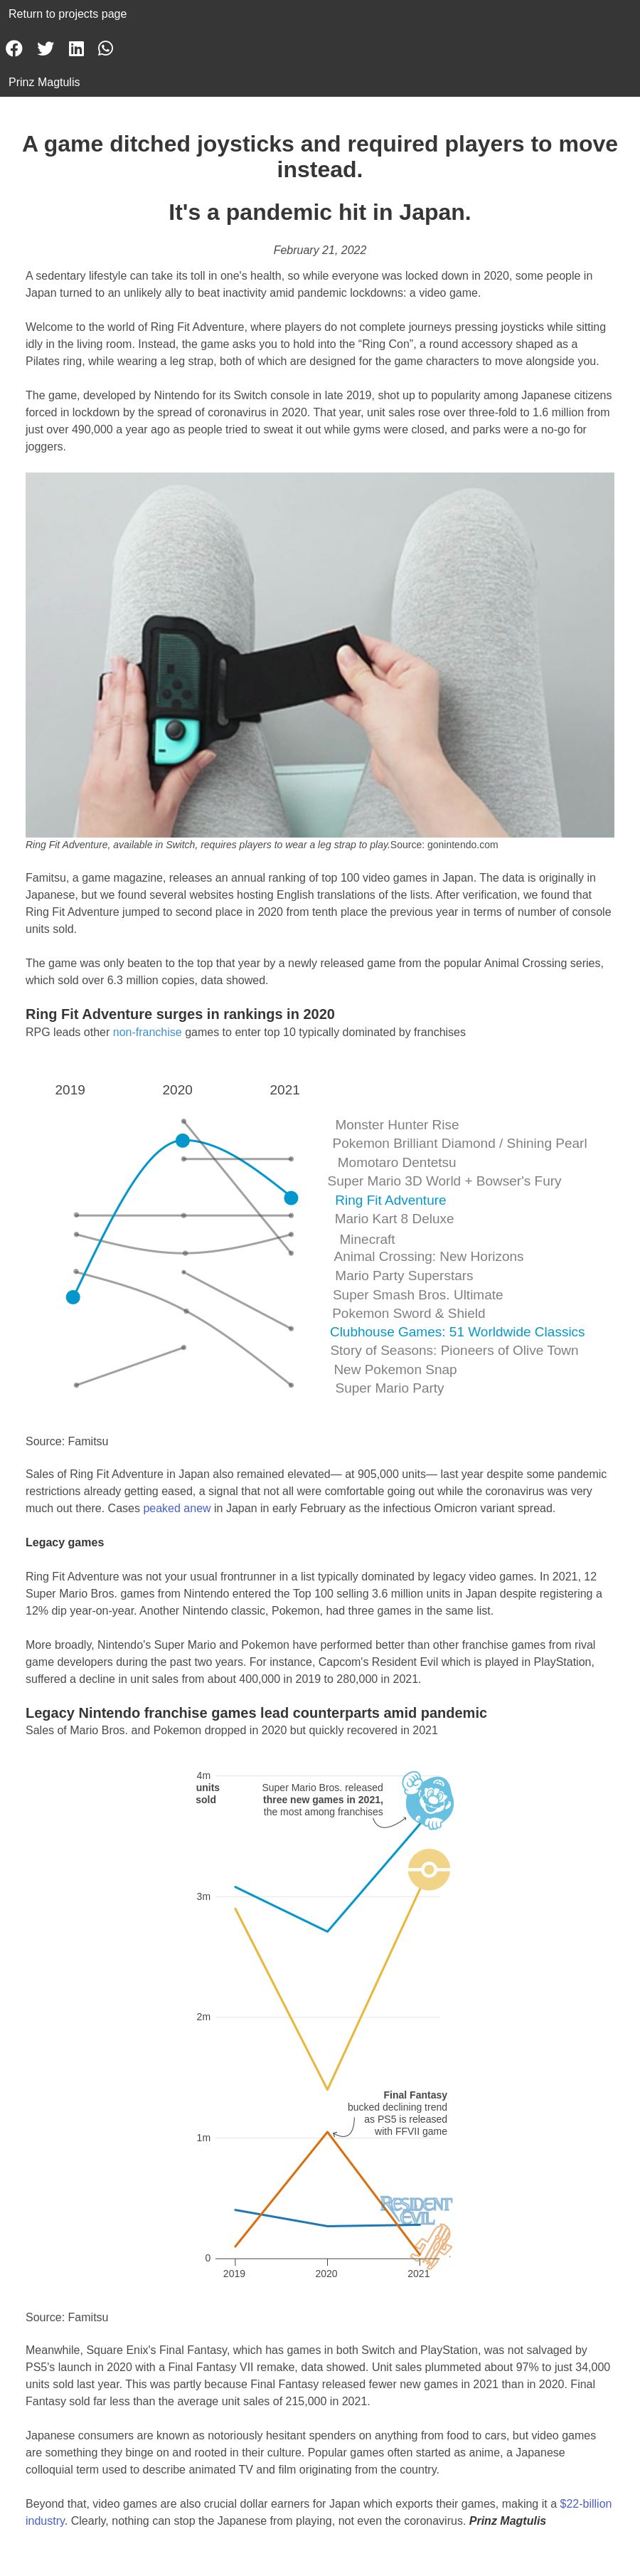 Return to projects page
Prinz Magtulis
A game ditched joysticks and required players to move
instead.
It's a pandemic hit in Japan.
February 21, 2022
A sedentary lifestyle can take its toll in one's health, so while everyone was locked down in 2020, some people in
Japan turned to an unlikely ally to beat inactivity amid pandemic lockdowns: a video game.
Welcome to the world of Ring Fit Adventure, where players do not complete journeys pressing joysticks while sitting
idly in the living room. Instead, the game asks you to hold into the “Ring Con”, a round accessory shaped as a
Pilates ring, while wearing a leg strap, both of which are designed for the game characters to move alongside you.
The game, developed by Nintendo for its Switch console in late 2019, shot up to popularity among Japanese citizens
forced in lockdown by the spread of coronavirus in 2020. That year, unit sales rose over three-fold to 1.6 million from
just over 490,000 a year ago as people tried to sweat it out while gyms were closed, and parks were a no-go for
joggers.
Ring Fit Adventure, available in Switch, requires players to wear a leg strap to play.Source: gonintendo.com
Famitsu, a game magazine, releases an annual ranking of top 100 video games in Japan. The data is originally in
Japanese, but we found several websites hosting English translations of the lists. After verification, we found that
Ring Fit Adventure jumped to second place in 2020 from tenth place the previous year in terms of number of console
units sold.
The game was only beaten to the top that year by a newly released game from the popular Animal Crossing series,
which sold over 6.3 million copies, data showed.
Ring Fit Adventure surges in rankings in 2020
RPG leads other non-franchise games to enter top 10 typically dominated by franchises
2019 2020 2021
Monster Hunter Rise
Pokemon Brilliant Diamond / Shining Pearl
Momotaro Dentetsu
Super Mario 3D World + Bowser's Fury
Ring Fit Adventure
Mario Kart 8 Deluxe
Minecraft
Animal Crossing: New Horizons
Mario Party Superstars
Super Smash Bros. Ultimate
Pokemon Sword & Shield
Clubhouse Games: 51 Worldwide Classics
Story of Seasons: Pioneers of Olive Town
New Pokemon Snap
Super Mario Party
Source: Famitsu
Sales of Ring Fit Adventure in Japan also remained elevated— at 905,000 units— last year despite some pandemic
restrictions already getting eased, a signal that not all were comfortable going out while the coronavirus was very
much out there. Cases peaked anew in Japan in early February as the infectious Omicron variant spread.
Legacy games
Ring Fit Adventure was not your usual frontrunner in a list typically dominated by legacy video games. In 2021, 12
Super Mario Bros. games from Nintendo entered the Top 100 selling 3.6 million units in Japan despite registering a
12% dip year-on-year. Another Nintendo classic, Pokemon, had three games in the same list.
More broadly, Nintendo's Super Mario and Pokemon have performed better than other franchise games from rival
game developers during the past two years. For instance, Capcom's Resident Evil which is played in PlayStation,
suffered a decline in unit sales from about 400,000 in 2019 to 280,000 in 2021.
Legacy Nintendo franchise games lead counterparts amid pandemic
Sales of Mario Bros. and Pokemon dropped in 2020 but quickly recovered in 2021
4m
units
sold
Super Mario Bros. released
three new games in 2021,
the most among franchises
3m
2m
Final Fantasy
bucked declining trend
as PS5 is released
with FFVII game
1m
RESIDENT
EVIL
0
2019 2020 2021
Source: Famitsu
Meanwhile, Square Enix's Final Fantasy, which has games in both Switch and PlayStation, was not salvaged by
PS5's launch in 2020 with a Final Fantasy VII remake, data showed. Unit sales plummeted about 97% to just 34,000
units sold last year. This was partly because Final Fantasy released fewer new games in 2021 than in 2020. Final
Fantasy sold far less than the average unit sales of 215,000 in 2021.
Japanese consumers are known as notoriously hesitant spenders on anything from food to cars, but video games
are something they binge on and rooted in their culture. Popular games often started as anime, a Japanese
colloquial term used to describe animated TV and film originating from the country.
Beyond that, video games are also crucial dollar earners for Japan which exports their games, making it a $22-billion
industry. Clearly, nothing can stop the Japanese from playing, not even the coronavirus. Prinz Magtulis